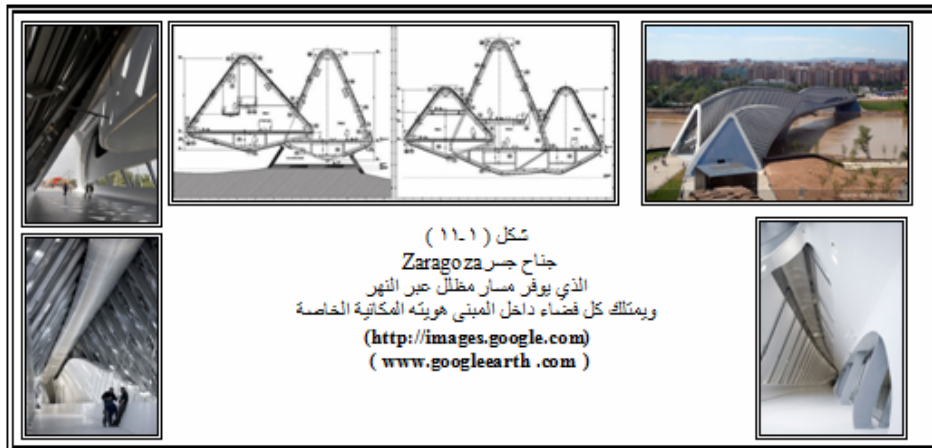 شكل ( ١-١١ )
جناح جسر Zaragoza
الذي يوفر مسار مظلل عبر النهر
ويمتلك كل فضاء داخل المبنى هويته المكانية الخاصة
(http://images.google.com)
( www.googleearth .com )